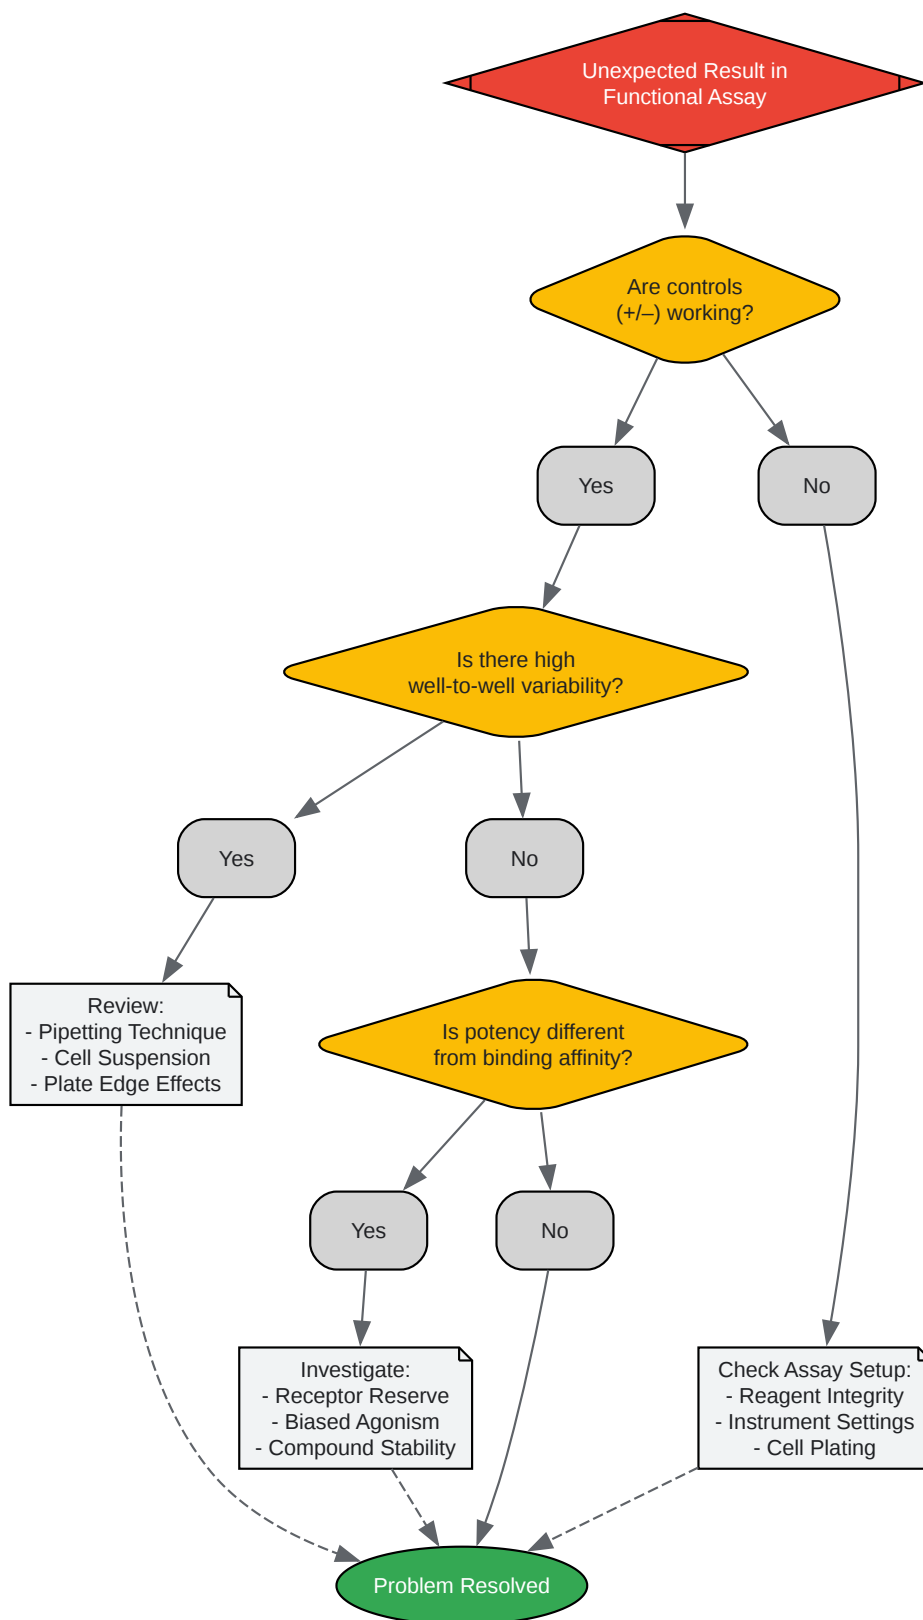 Unexpected Result in
Functional Assay
Are controls
(+/–) working?
Yes
No
Is there high
well-to-well variability?
Yes
No
Review:
- Pipetting Technique
- Cell Suspension
- Plate Edge Effects
Is potency different
from binding affinity?
Yes
No
Investigate:
- Receptor Reserve
- Biased Agonism
- Compound Stability
Check Assay Setup:
- Reagent Integrity
- Instrument Settings
- Cell Plating
Problem Resolved